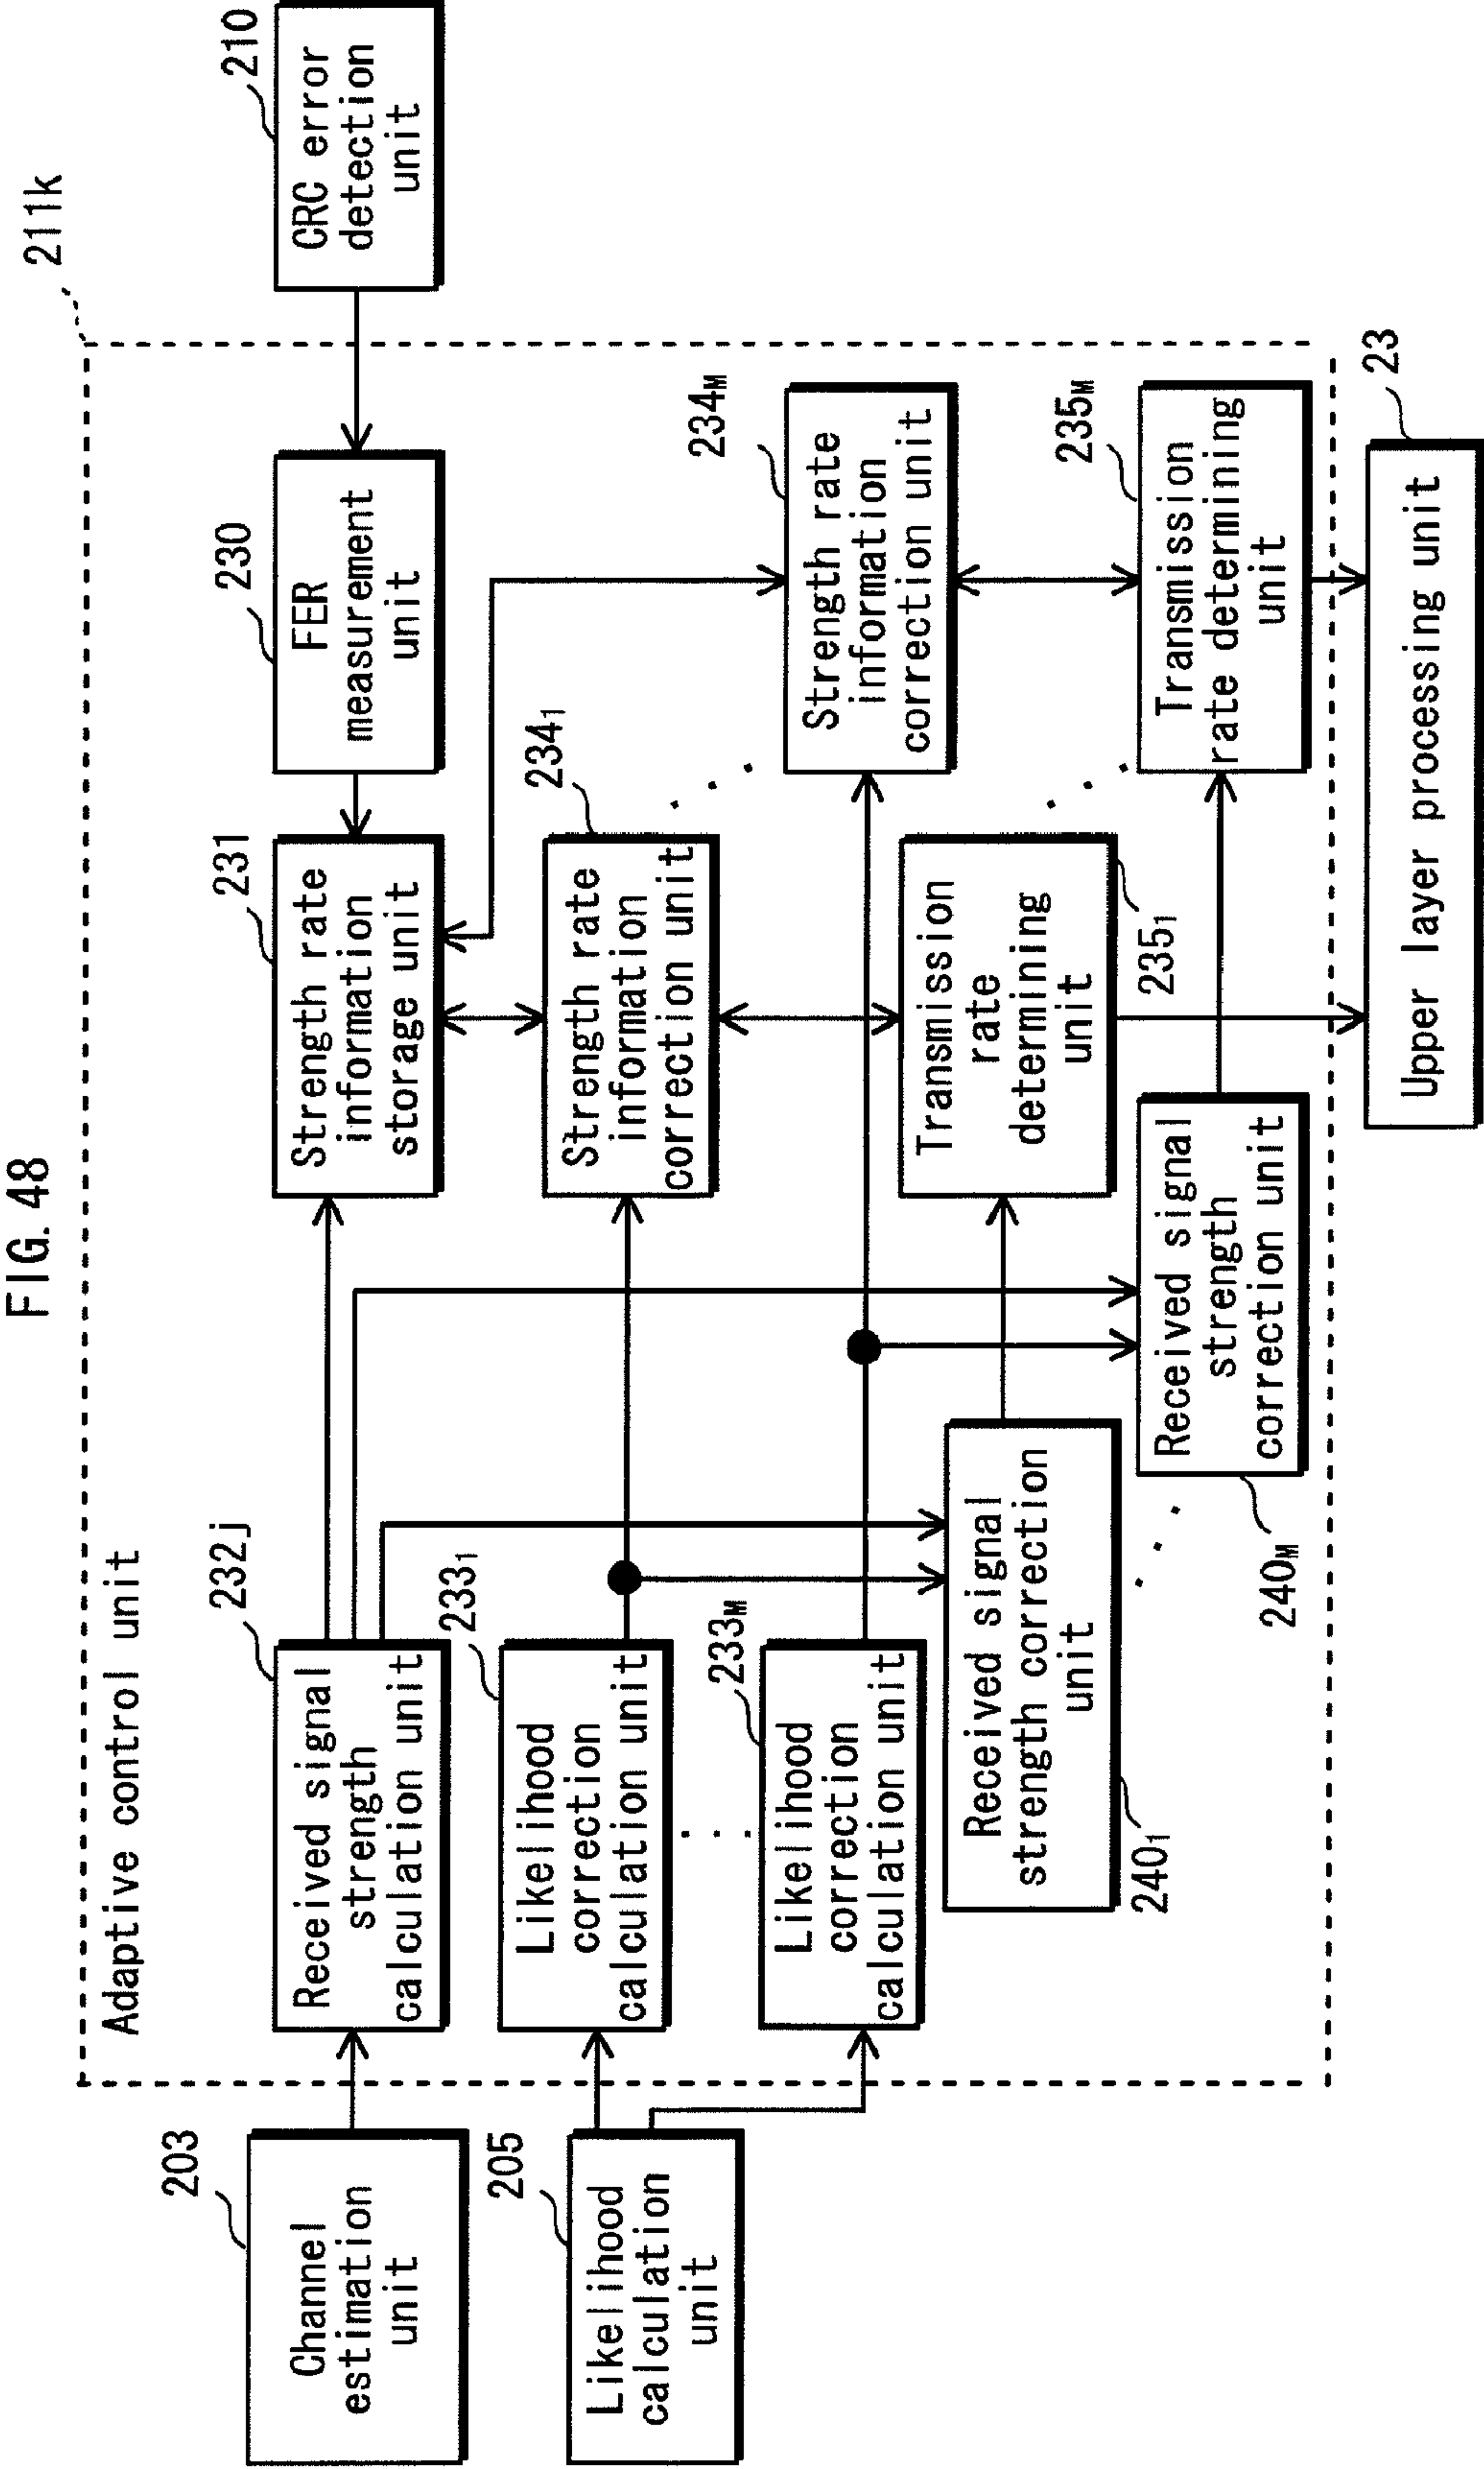 FIG. 48
211k
Adaptive control unit
203
Channel
estimation
unit
232j
Received signal
strength
calculation unit
231
Strength rate
information
storage unit
230
FER
measurement
unit
210
CRC error
detection
unit
205
Likelihood
calculation
unit
233₁
Likelihood
correction
calculation unit
234₁
Strength rate
information
correction unit
233M
Likelihood
correction
calculation unit
234M
Strength rate
information
correction unit
240₁
Received signal
strength correction
unit
235₁
Transmission
rate
determining
unit
240M
Received signal
strength
correction unit
235M
Transmission
rate determining
unit
23
Upper layer processing unit